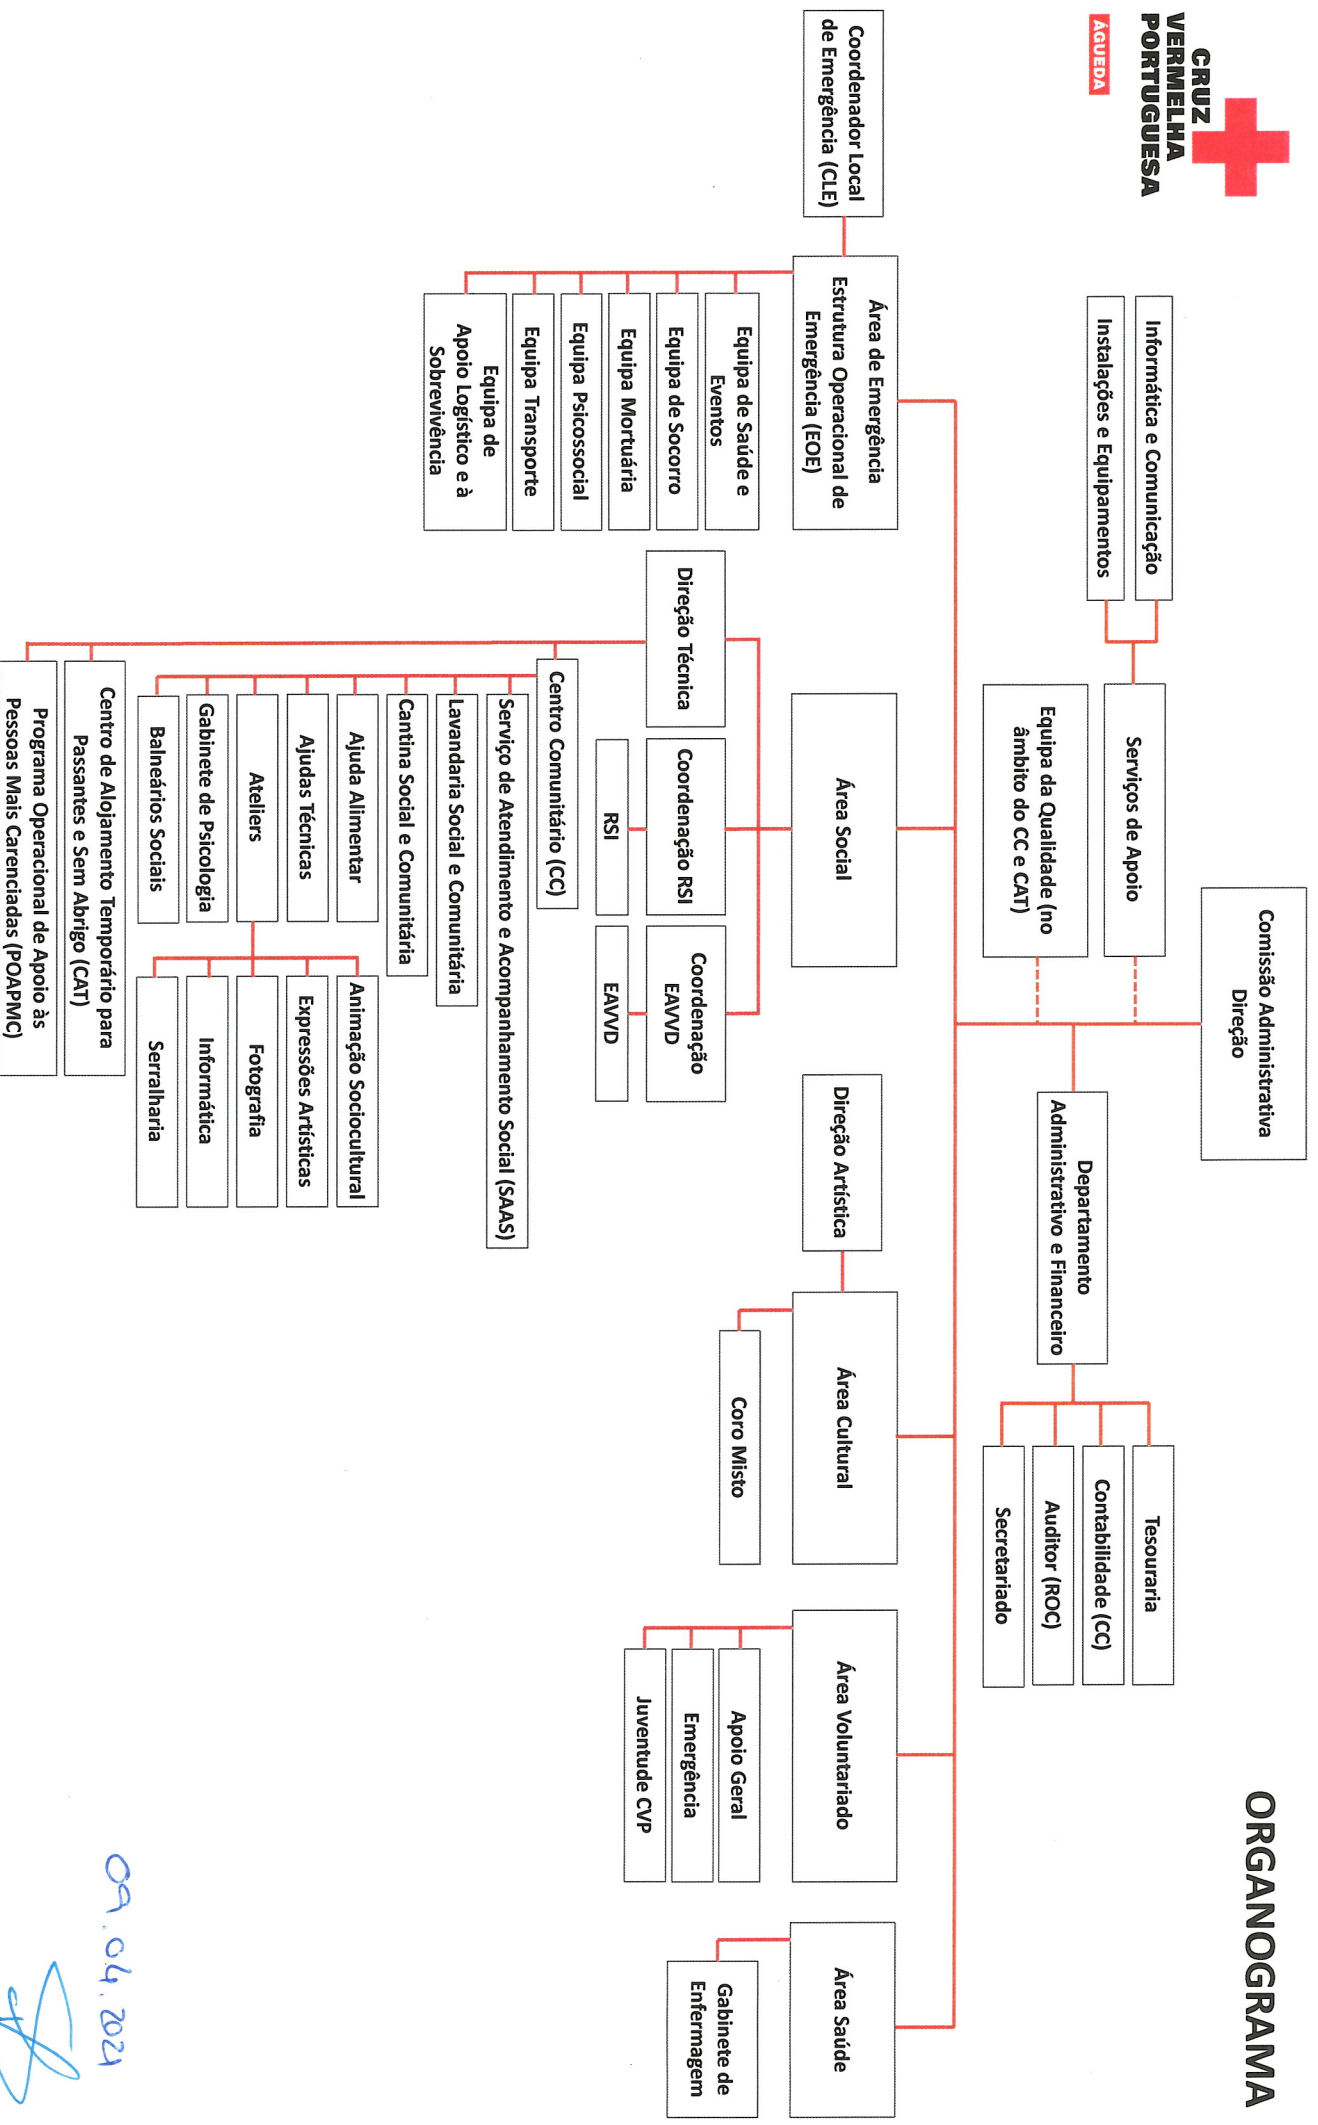 CRUZ
VERMELHA
PORTUGUESA
ÁGUEDA
ORGANOGRAMA
Comissão Administrativa
Direção
Informática e Comunicação
Instalações e Equipamentos
Serviços de Apoio
Equipa da Qualidade (no
âmbito do CC e CAT)
Departamento
Administrativo e Financeiro
Tesouraria
Contabilidade (CC)
Auditor (ROC)
Secretariado
Coordenador Local
de Emergência (CLE)
Área de Emergência
Estrutura Operacional de
Emergência (EOE)
Equipa de Saúde e
Eventos
Equipa de Socorro
Equipa Mortuária
Equipa Psicossocial
Equipa Transporte
Equipa de
Apoio Logístico e à
Sobrevivência
Área Social
Direção Técnica
Coordenação RSI
Coordenação
EAVVD
RSI
EAVVD
Centro Comunitário (CC)
Serviço de Atendimento e Acompanhamento Social (SAAS)
Lavandaria Social e Comunitária
Cantina Social e Comunitária
Ajuda Alimentar
Ajudas Técnicas
Ateliers
Gabinete de Psicologia
Balneários Sociais
Animação Sociocultural
Expressões Artísticas
Fotografia
Informática
Serralharia
Centro de Alojamento Temporário para
Passantes e Sem Abrigo (CAT)
Programa Operacional de Apoio às
Pessoas Mais Carenciadas (POAPMC)
Direção Artística
Área Cultural
Coro Misto
Área Voluntariado
Apoio Geral
Emergência
Juventude CVP
Área Saúde
Gabinete de
Enfermagem
09.04.2021